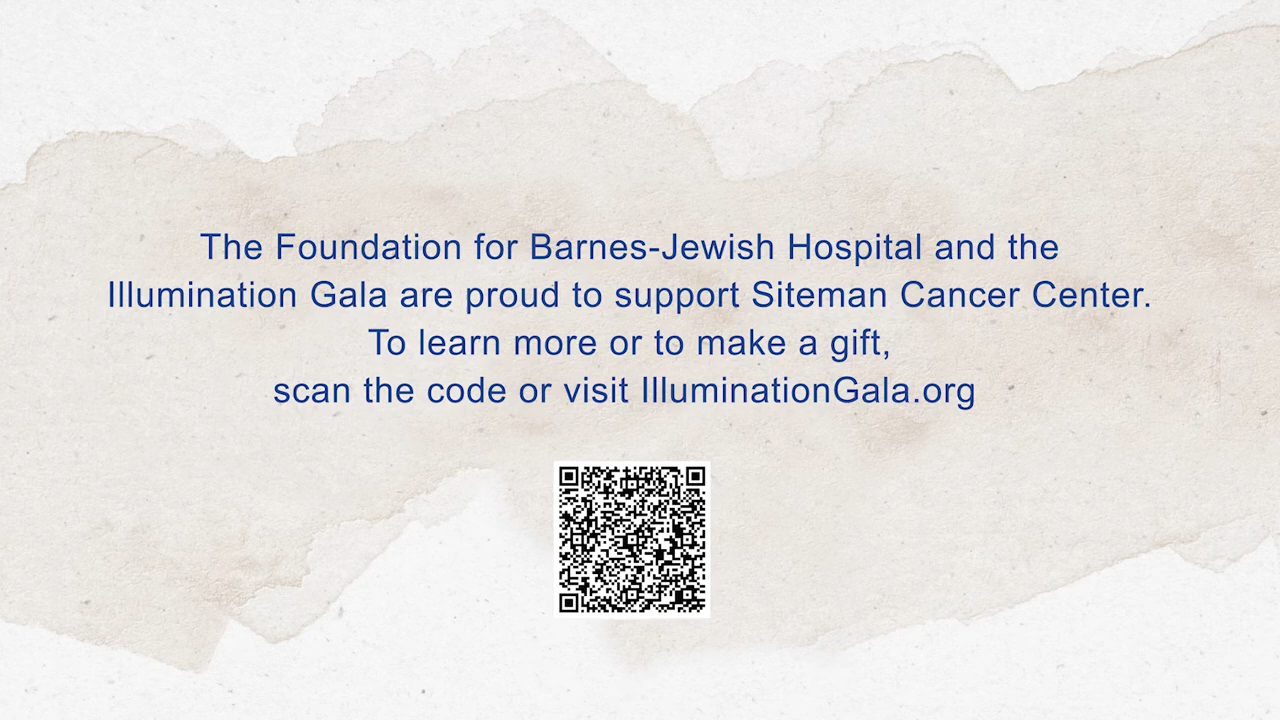 The Foundation for Barnes-Jewish Hospital and the
Illumination Gala are proud to support Siteman Cancer Center.
To learn more or to make a gift,
scan the code or visit IlluminationGala.org